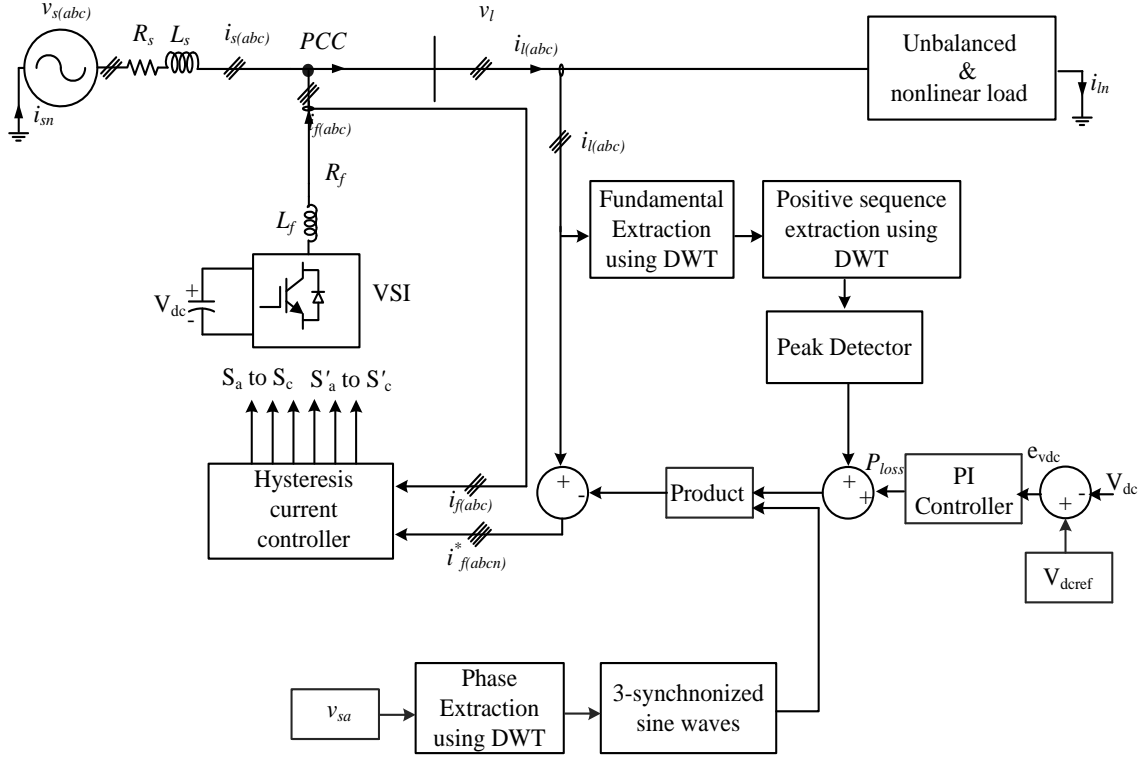 v_s(abc)
R_s
L_s
i_s(abc)
PCC
v_l
i_l(abc)
Unbalanced
&
nonlinear load
i_sn
i_ln
i_f(abc)
i_l(abc)
R_f
L_f
Fundamental
Extraction
using DWT
Positive sequence
extraction using
DWT
V_dc
+
-
VSI
Peak Detector
S_a to S_c
S'_a to S'_c
Hysteresis
current
controller
i_f(abc)
i*_f(abcn)
+
-
Product
+
+
P_loss
PI
Controller
e_vdc
-
+
V_dc
V_dcref
v_sa
Phase
Extraction
using DWT
3-synchnonized
sine waves